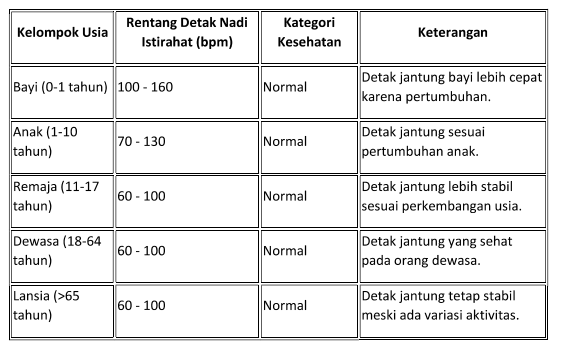 Kelompok Usia
Rentang Detak Nadi
Istirahat (bpm)
Kategori
Kesehatan
Keterangan
Bayi (0-1 tahun)
100 - 160
Normal
Detak jantung bayi lebih cepat
karena pertumbuhan.
Anak (1-10
tahun)
70 - 130
Normal
Detak jantung sesuai
pertumbuhan anak.
Remaja (11-17
tahun)
60 - 100
Normal
Detak jantung lebih stabil
sesuai perkembangan usia.
Dewasa (18-64
tahun)
60 - 100
Normal
Detak jantung yang sehat
pada orang dewasa.
Lansia (>65
tahun)
60 - 100
Normal
Detak jantung tetap stabil
meski ada variasi aktivitas.